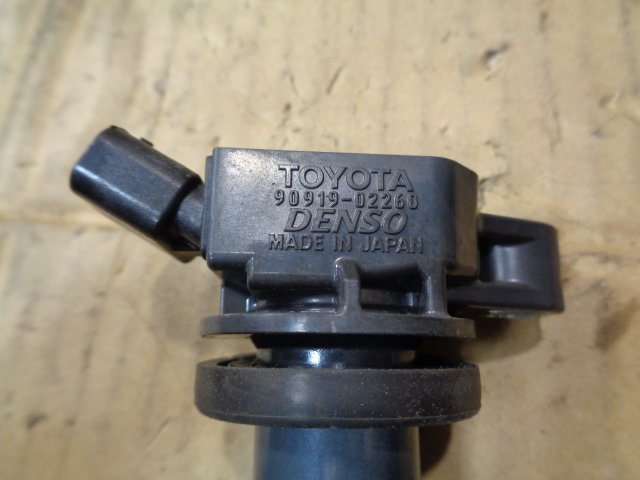 TOYOTA
90919-02260
DENSO
MADE IN JAPAN